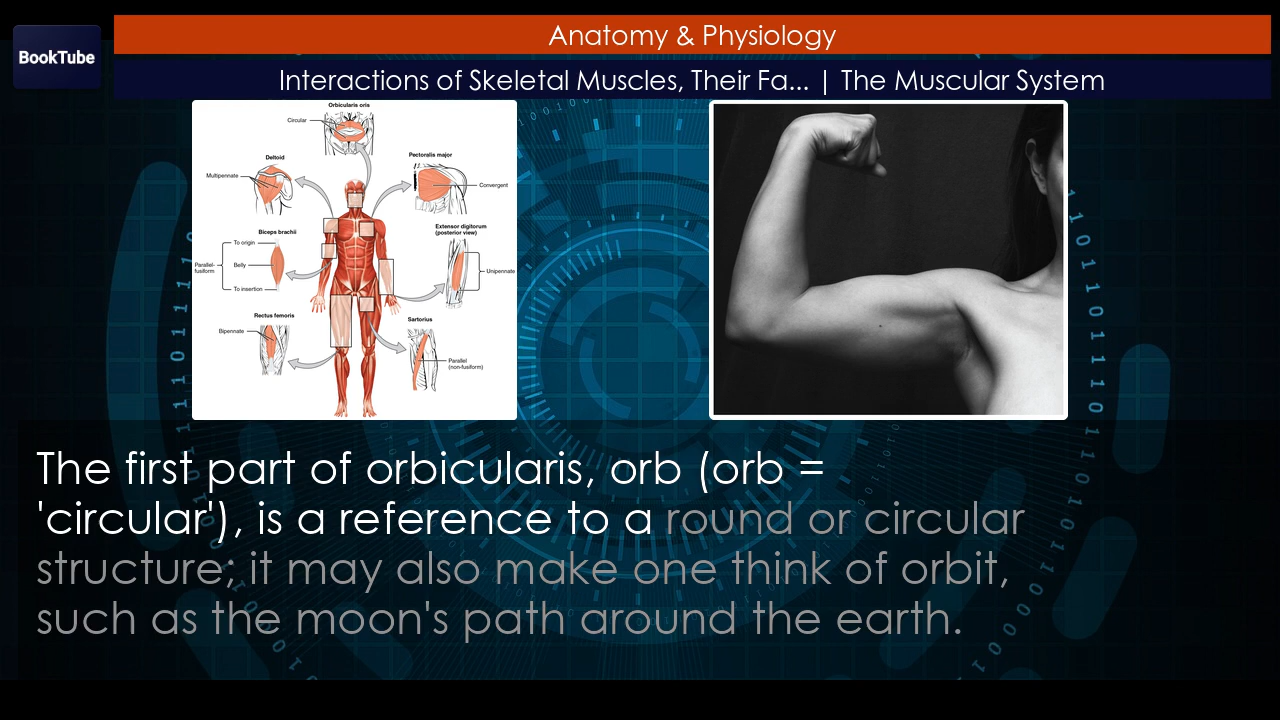 BookTube
Anatomy & Physiology
Interactions of Skeletal Muscles, Their Fa... | The Muscular System
Orbicularis oris
Circular
Deltoid
Multipennate
Pectoralis major
Convergent
Biceps brachii
To origin
Parallel-
fusiform
Belly
To insertion
Extensor digitorum
(posterior view)
Unipennate
Rectus femoris
Bipennate
Sartorius
Parallel
(non-fusiform)
The first part of orbicularis, orb (orb =
'circular'), is a reference to a round or circular
structure; it may also make one think of orbit,
such as the moon's path around the earth.